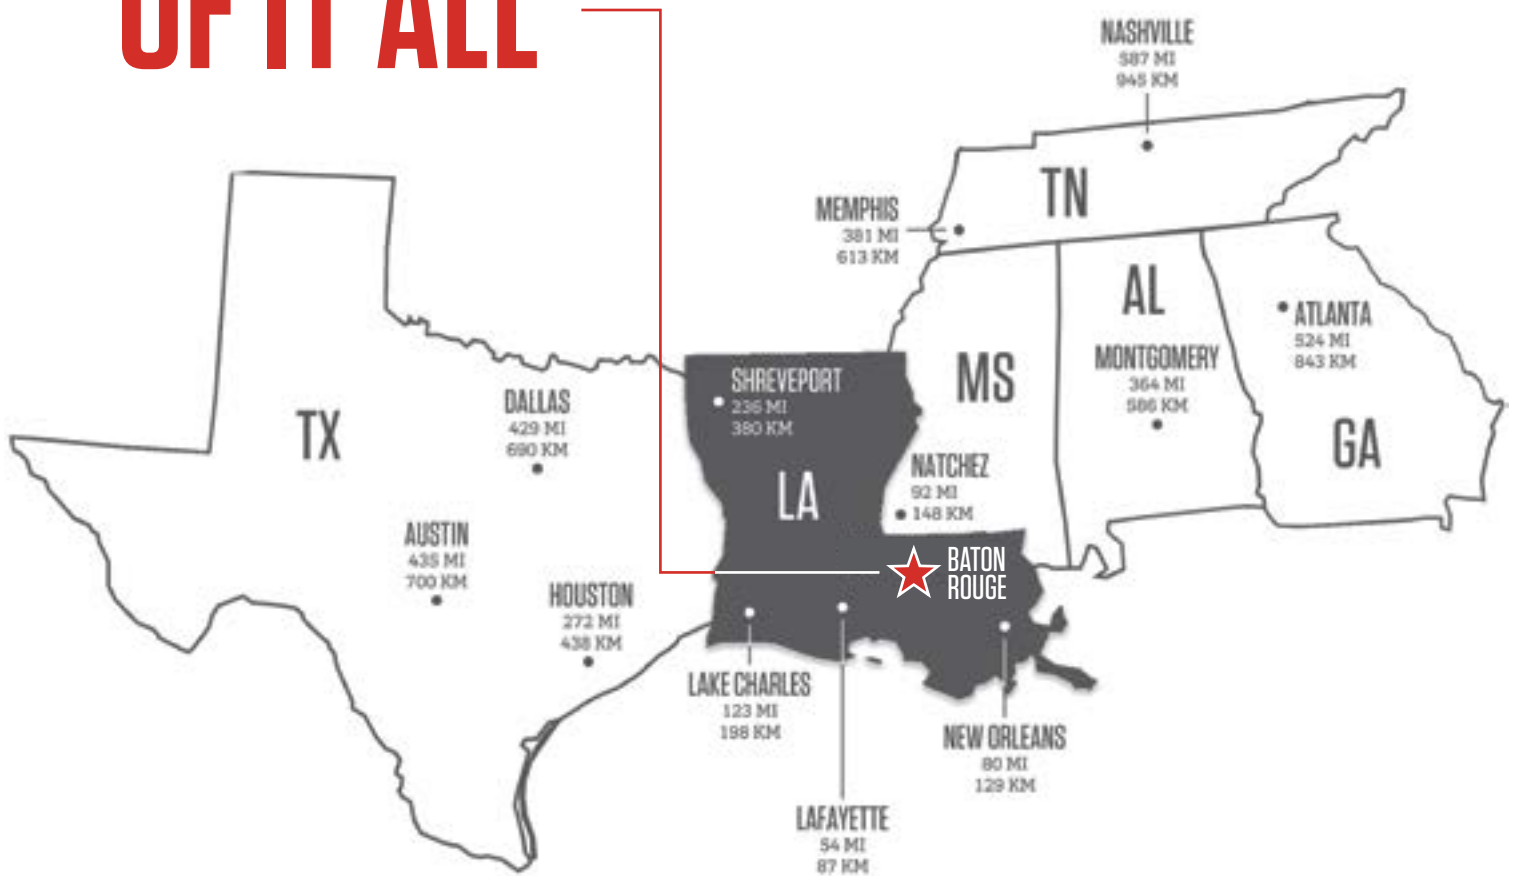 OF IT ALL
NASHVILLE
587 MI
945 KM
TN
MEMPHIS
381 MI
613 KM
AL
ATLANTA
524 MI
843 KM
MONTGOMERY
364 MI
586 KM
MS
GA
SHREVEPORT
236 MI
380 KM
DALLAS
429 MI
690 KM
TX
NATCHEZ
92 MI
148 KM
LA
AUSTIN
435 MI
700 KM
BATON
ROUGE
HOUSTON
272 MI
438 KM
LAKE CHARLES
123 MI
198 KM
NEW ORLEANS
80 MI
129 KM
LAFAYETTE
54 MI
87 KM